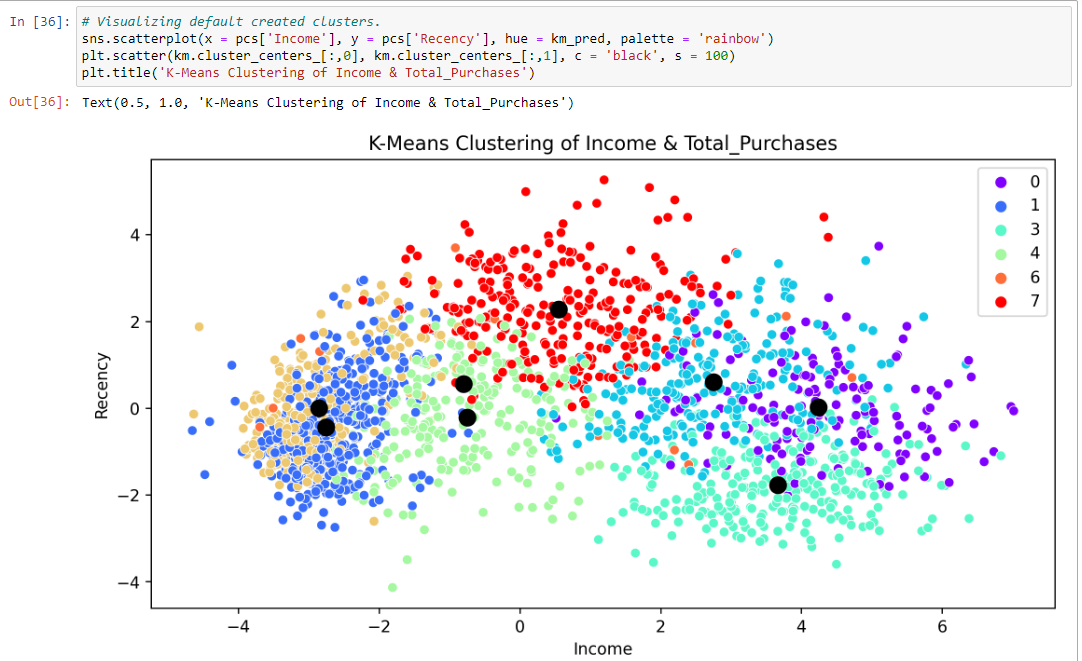 In [36]: # Visualizing default created clusters.
sns.scatterplot(x = pcs['Income'], y = pcs['Recency'], hue = km_pred, palette = 'rainbow')
plt.scatter(km.cluster_centers_[:,0], km.cluster_centers_[:,1], c = 'black', s = 100)
plt.title('K-Means Clustering of Income & Total_Purchases')
Out[36]: Text(0.5, 1.0, 'K-Means Clustering of Income & Total_Purchases')
K-Means Clustering of Income & Total_Purchases
0
1
3
4
6
7
4
2
0
−2
−4
Recency
−4 −2 0 2 4 6
Income